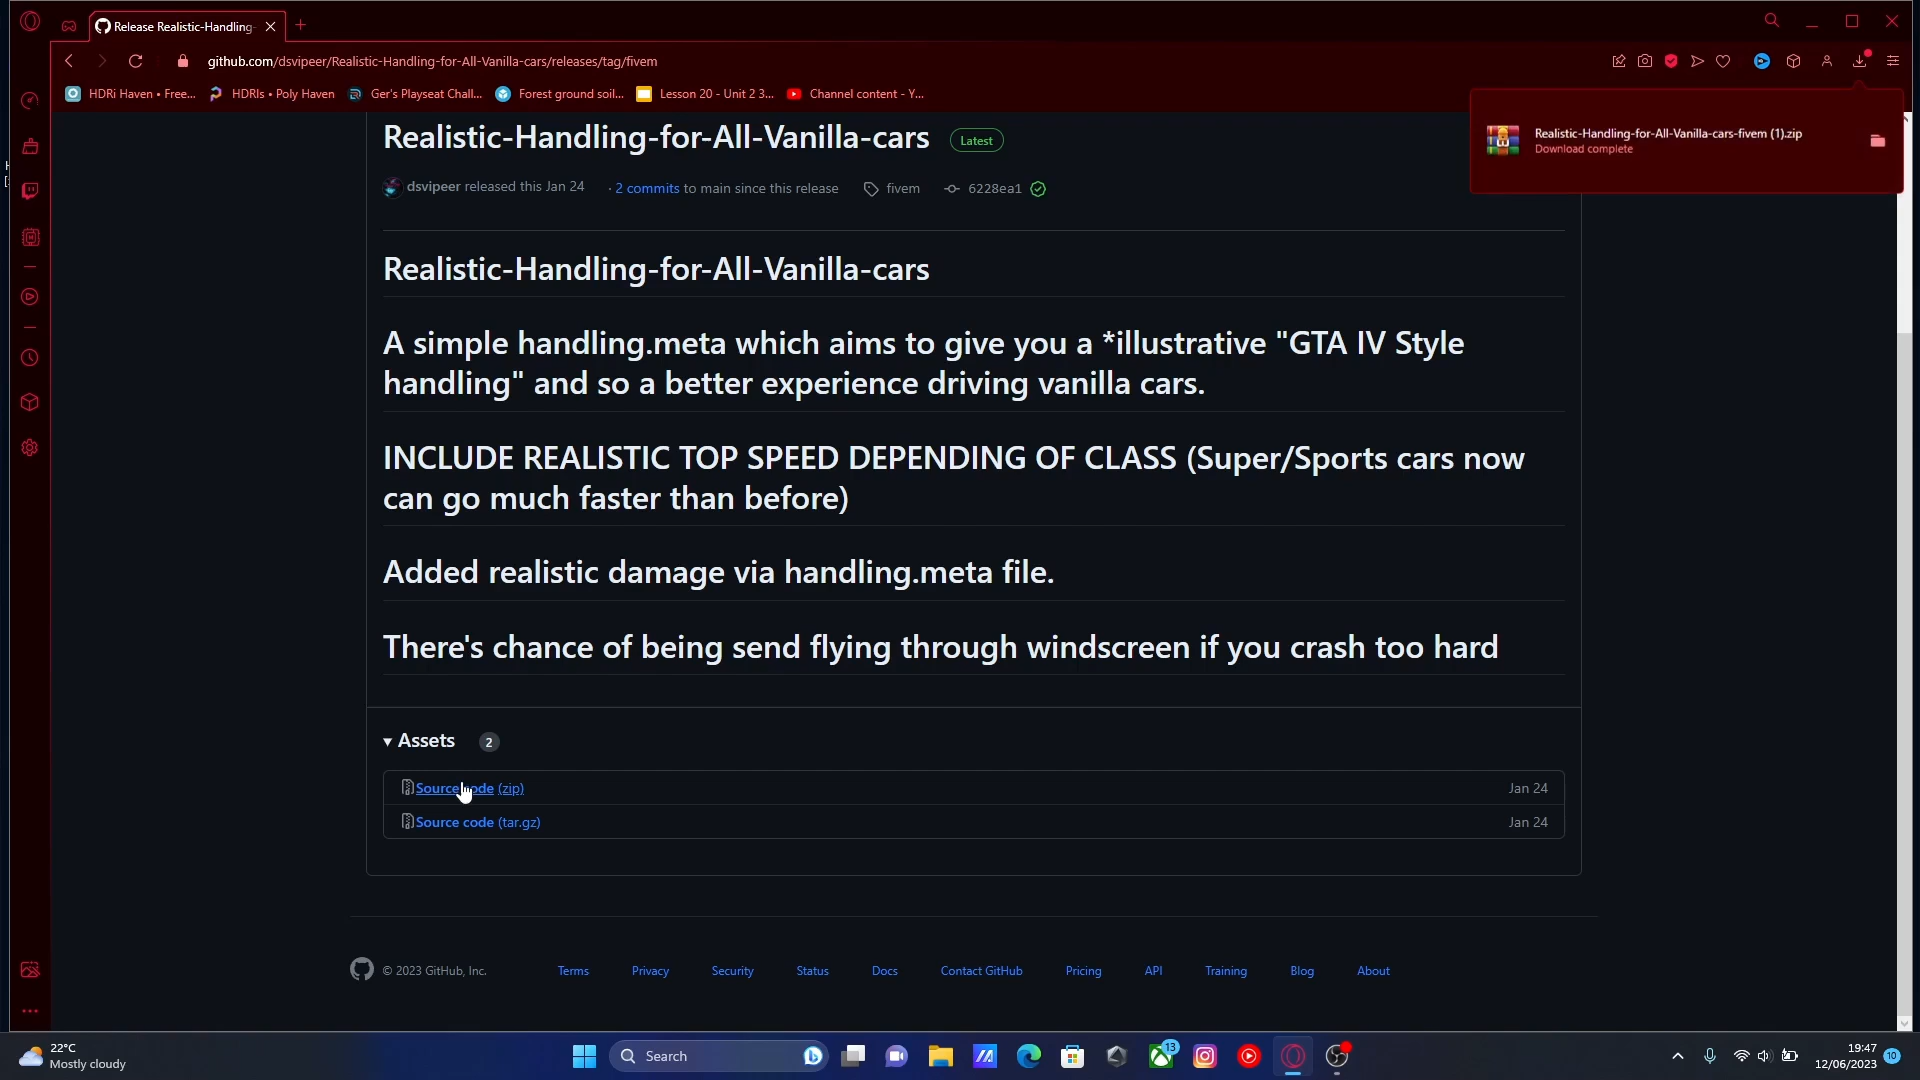 Release Realistic-Handling-
github.com/dsvipeer/Realistic-Handling-for-All-Vanilla-cars/releases/tag/fivem
HDRi Haven • Free...
HDRIs • Poly Haven
Ger's Playseat Chall...
Forest ground soil...
Lesson 20 - Unit 2 3...
Channel content - Y...
Realistic-Handling-for-All-Vanilla-cars-fivem (1).zip
Download complete
Realistic-Handling-for-All-Vanilla-cars Latest
dsvipeer released this Jan 24 · 2 commits to main since this release fivem 6228ea1
Realistic-Handling-for-All-Vanilla-cars
A simple handling.meta which aims to give you a *illustrative "GTA IV Style
handling" and so a better experience driving vanilla cars.
INCLUDE REALISTIC TOP SPEED DEPENDING OF CLASS (Super/Sports cars now
can go much faster than before)
Added realistic damage via handling.meta file.
There's chance of being send flying through windscreen if you crash too hard
Assets 2
Source code (zip) Jan 24
Source code (tar.gz) Jan 24
© 2023 GitHub, Inc. Terms Privacy Security Status Docs Contact GitHub Pricing API Training Blog About
22°C
Mostly cloudy
Search
13
19:47
12/06/2023
10